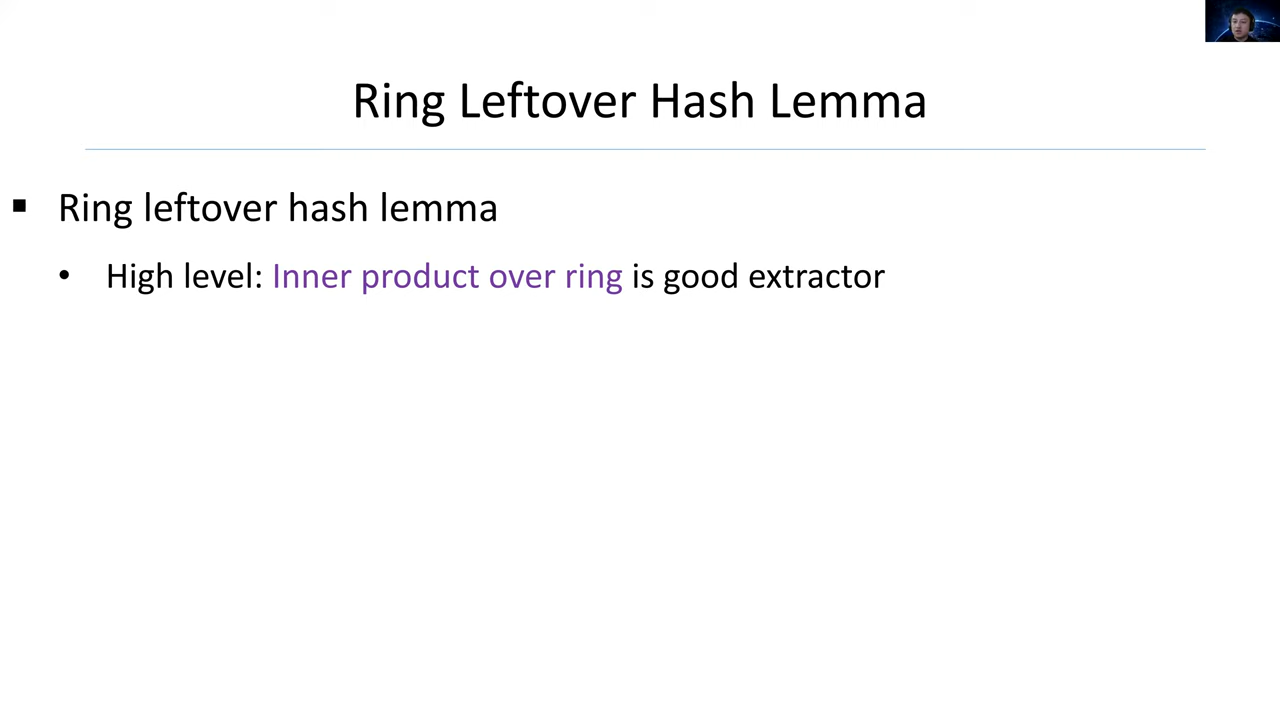 Ring Leftover Hash Lemma
▪ Ring leftover hash lemma
• High level: Inner product over ring is good extractor